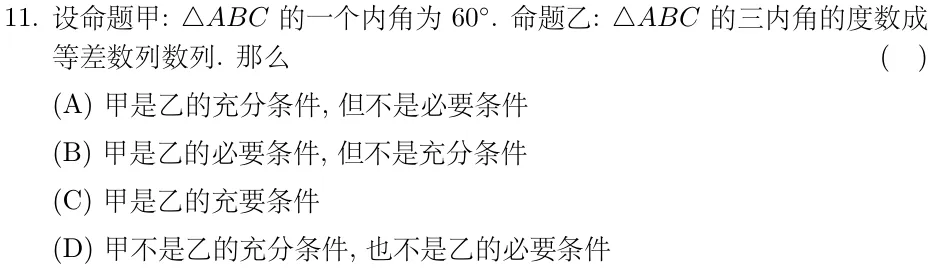 11. 设命题甲: △ABC 的一个内角为 60°. 命题乙: △ABC 的三内角的度数成
等差数列数列. 那么 ( )
(A) 甲是乙的充分条件, 但不是必要条件
(B) 甲是乙的必要条件, 但不是充分条件
(C) 甲是乙的充要条件
(D) 甲不是乙的充分条件, 也不是乙的必要条件